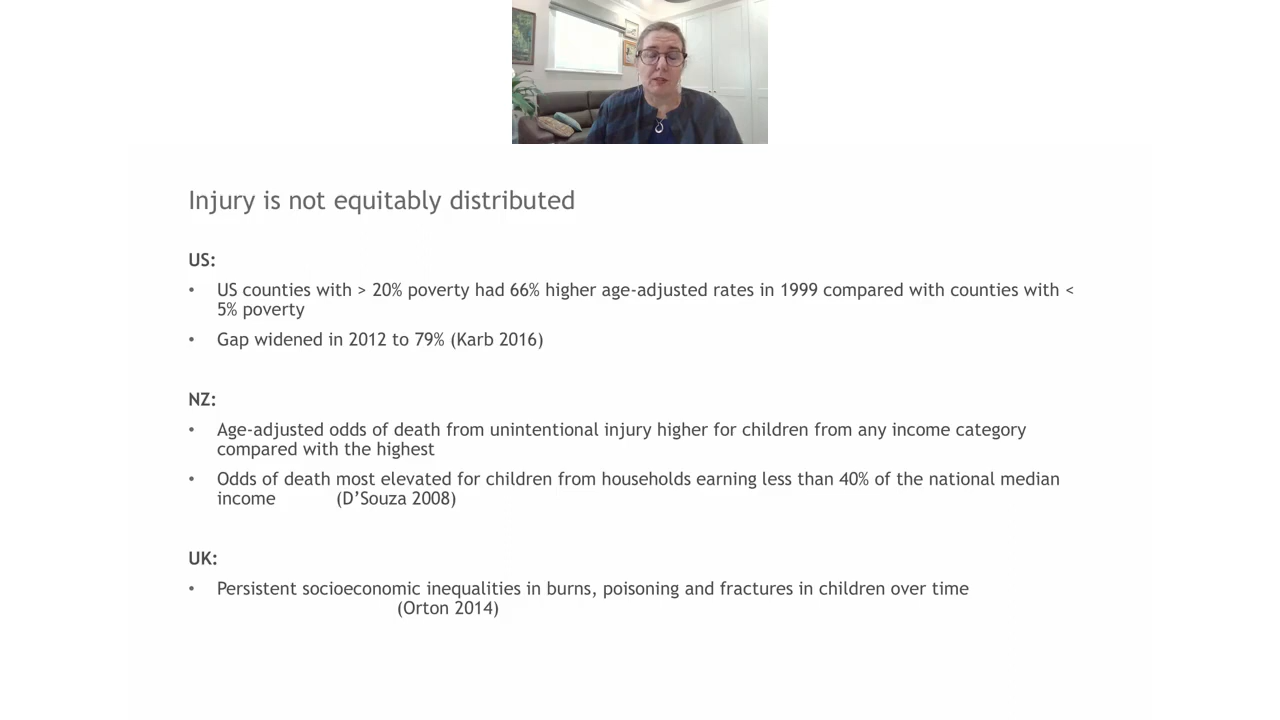 Injury is not equitably distributed
US:
• US counties with > 20% poverty had 66% higher age-adjusted rates in 1999 compared with counties with <
5% poverty
• Gap widened in 2012 to 79% (Karb 2016)
NZ:
• Age-adjusted odds of death from unintentional injury higher for children from any income category
compared with the highest
• Odds of death most elevated for children from households earning less than 40% of the national median
income (D’Souza 2008)
UK:
• Persistent socioeconomic inequalities in burns, poisoning and fractures in children over time
(Orton 2014)